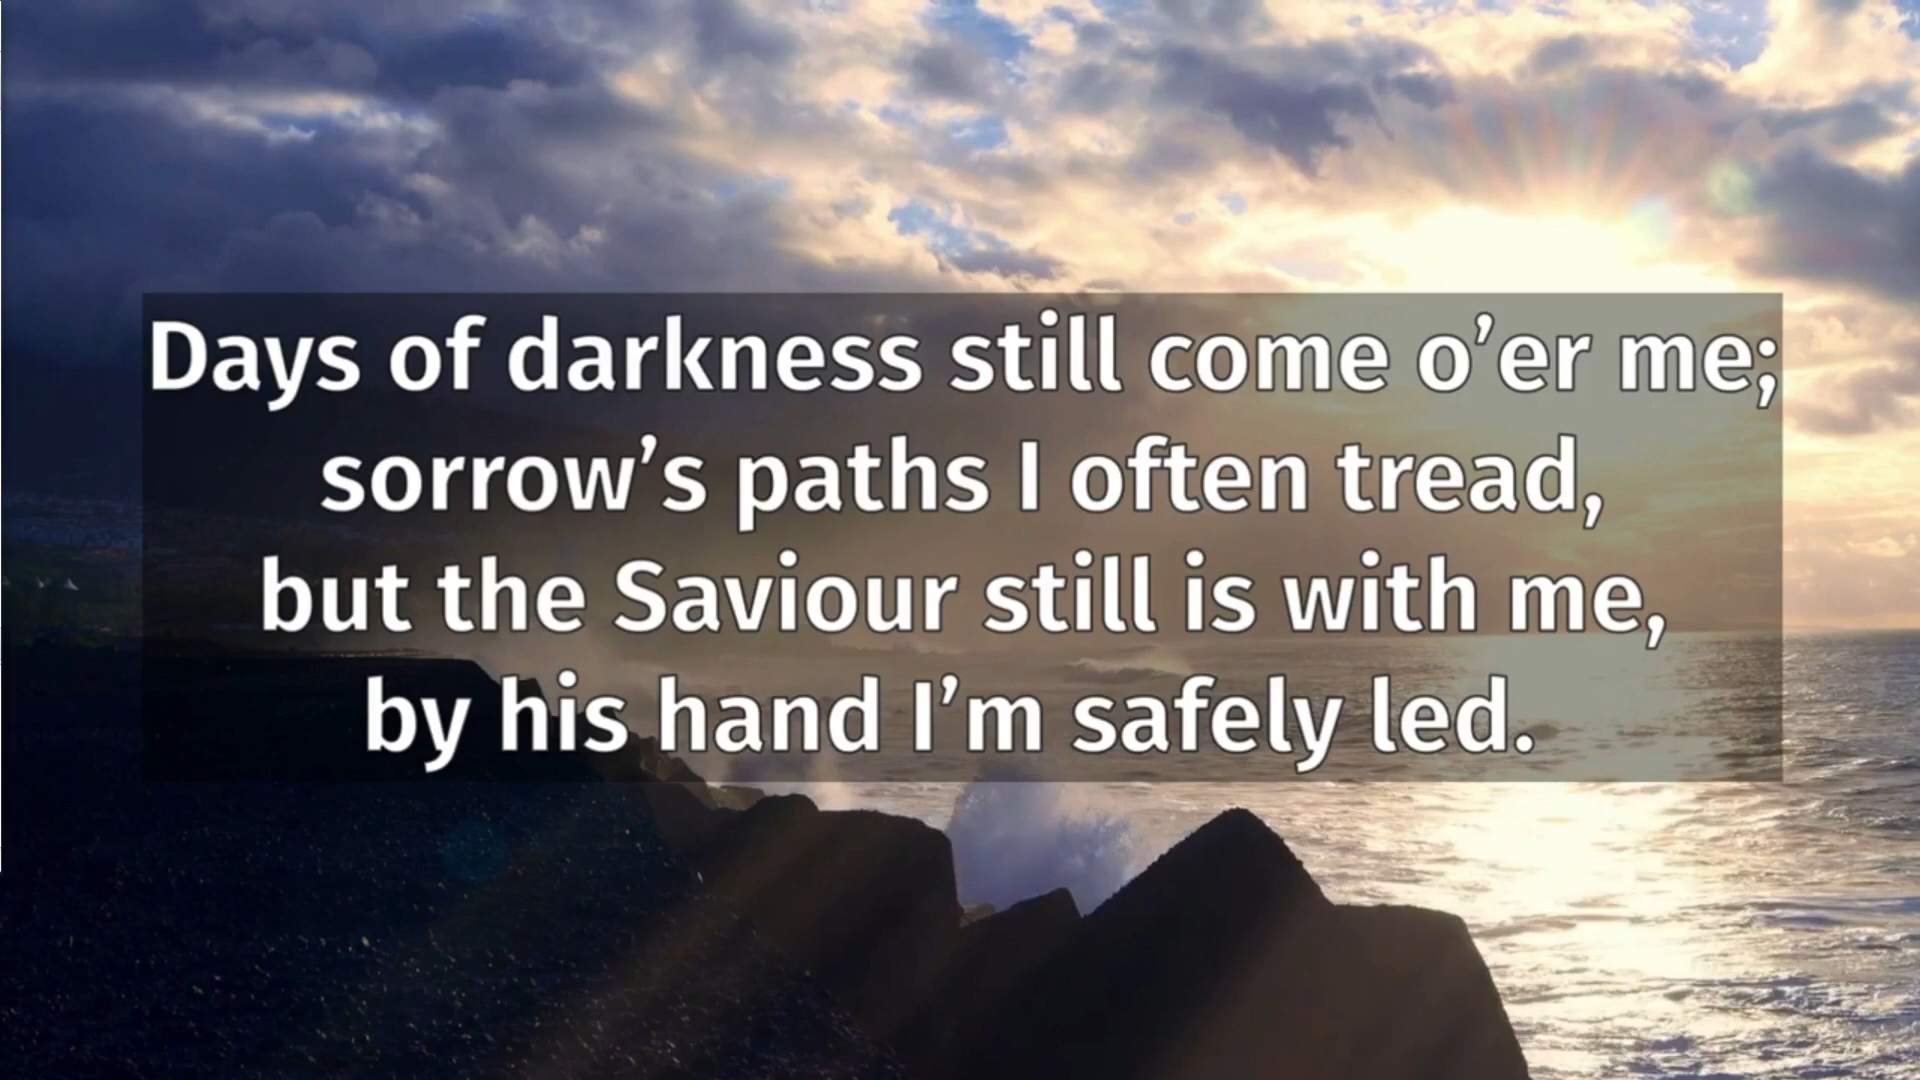 Days of darkness still come o’er me;
sorrow’s paths I often tread,
but the Saviour still is with me,
by his hand I’m safely led.